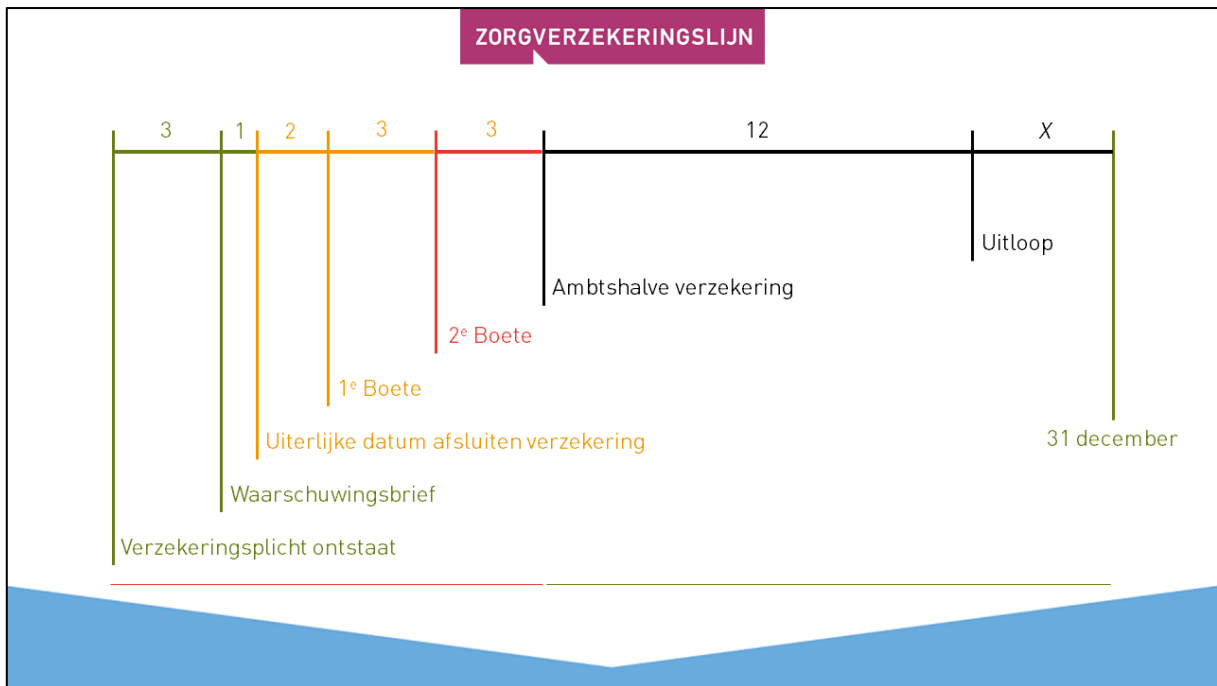 ZORGVERZEKERINGSLIJN
3 1 2 3 3 12 X
Uitloop
Ambtshalve verzekering
2e Boete
1e Boete
Uiterlijke datum afsluiten verzekering
31 december
Waarschuwingsbrief
Verzekeringsplicht ontstaat